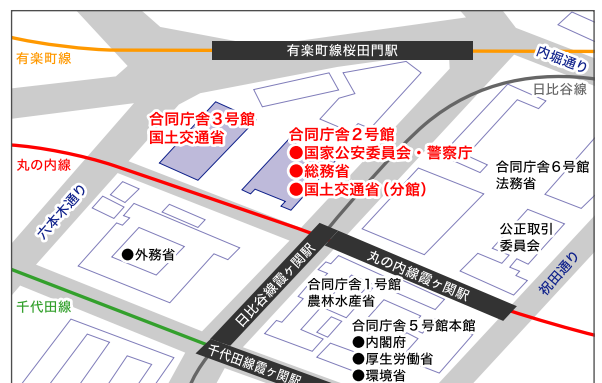 有楽町線桜田門駅
有楽町線
内堀通り
日比谷線
合同庁舎3号館
国土交通省
合同庁舎2号館
●国家公安委員会・警察庁
●総務省
●国土交通省(分館)
丸の内線
合同庁舎6号館
法務省
六本木通り
公正取引
委員会
●外務省
日比谷線霞ヶ関駅
丸の内線霞ヶ関駅
祝田通り
合同庁舎1号館
農林水産省
千代田線
合同庁舎5号館本館
●内閣府
●厚生労働省
●環境省
千代田線霞ヶ関駅